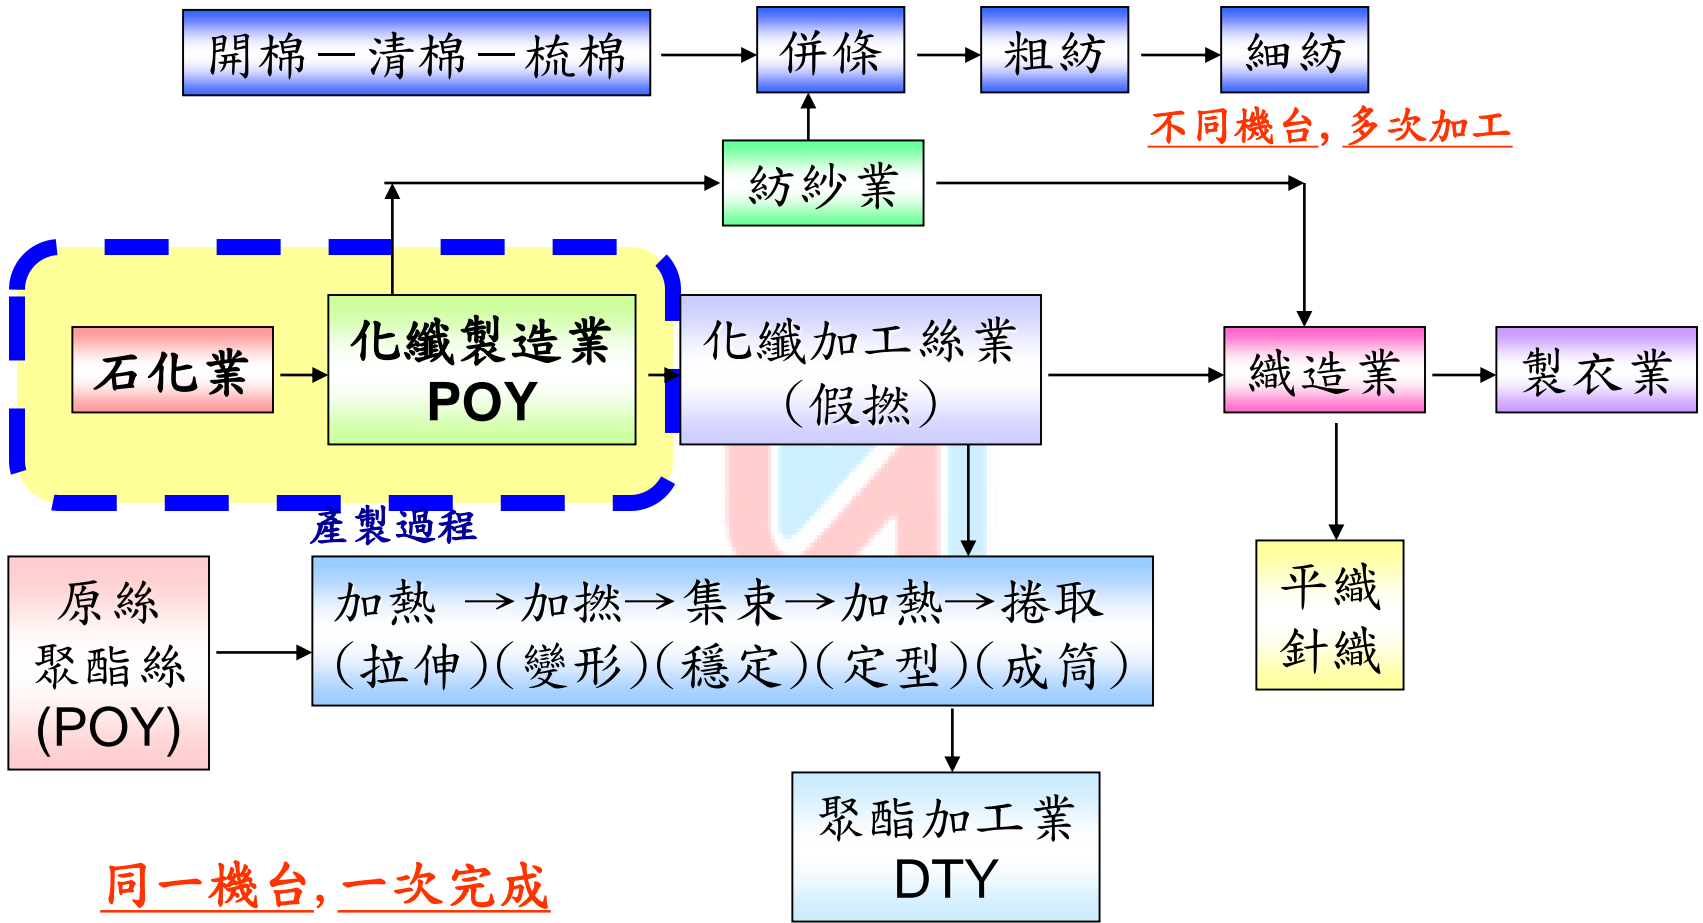 開棉－清棉－梳棉
併條
粗紡
細紡
不同機台, 多次加工
紡紗業
石化業
化纖製造業
POY
化纖加工絲業
（假撚）
織造業
製衣業
產製過程
原絲
聚酯絲
(POY)
加熱 →加撚→集束→加熱→捲取
（拉伸）（變形）（穩定）（定型）（成筒）
平織
針織
聚酯加工業
DTY
同一機台, 一次完成